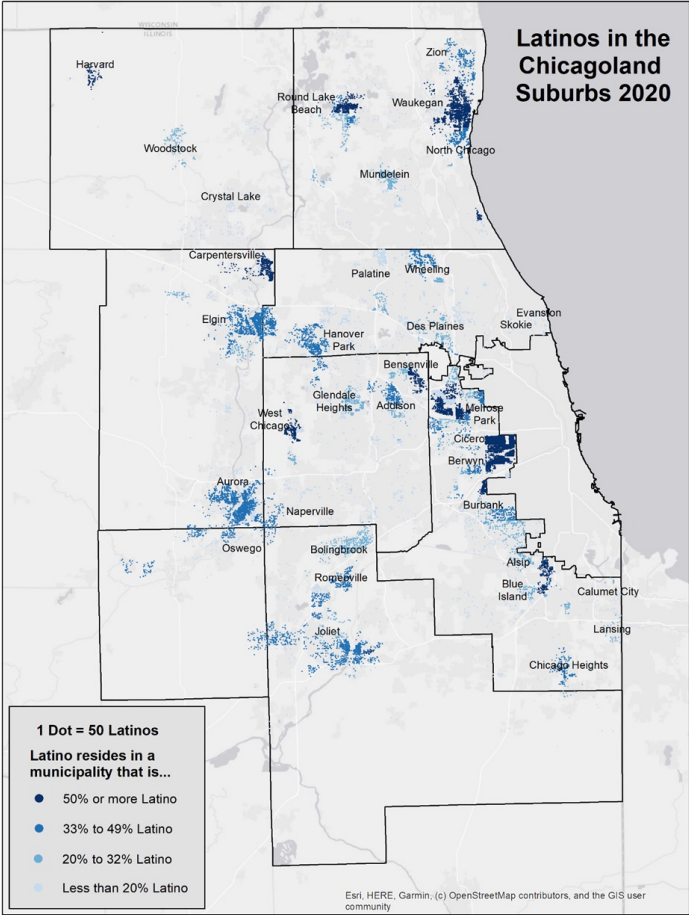 WISCONSIN
ILLINOIS
Latinos in the
Chicagoland
Suburbs 2020
Harvard
Zion
Round Lake
Beach
Waukegan
Woodstock
North Chicago
Mundelein
Crystal Lake
Carpentersville
Palatine
Wheeling
Elgin
Hanover
Park
Des Plaines
Evanston
Skokie
Bensenville
Glendale
Heights
Addison
West
Chicago
Melrose
Park
Cicero
Berwyn
Aurora
Naperville
Burbank
Oswego
Bolingbrook
Alsip
Romeoville
Blue
Island
Calumet City
Joliet
Lansing
Chicago Heights
1 Dot = 50 Latinos
Latino resides in a
municipality that is...
50% or more Latino
33% to 49% Latino
20% to 32% Latino
Less than 20% Latino
Esri, HERE, Garmin, (c) OpenStreetMap contributors, and the GIS user
community